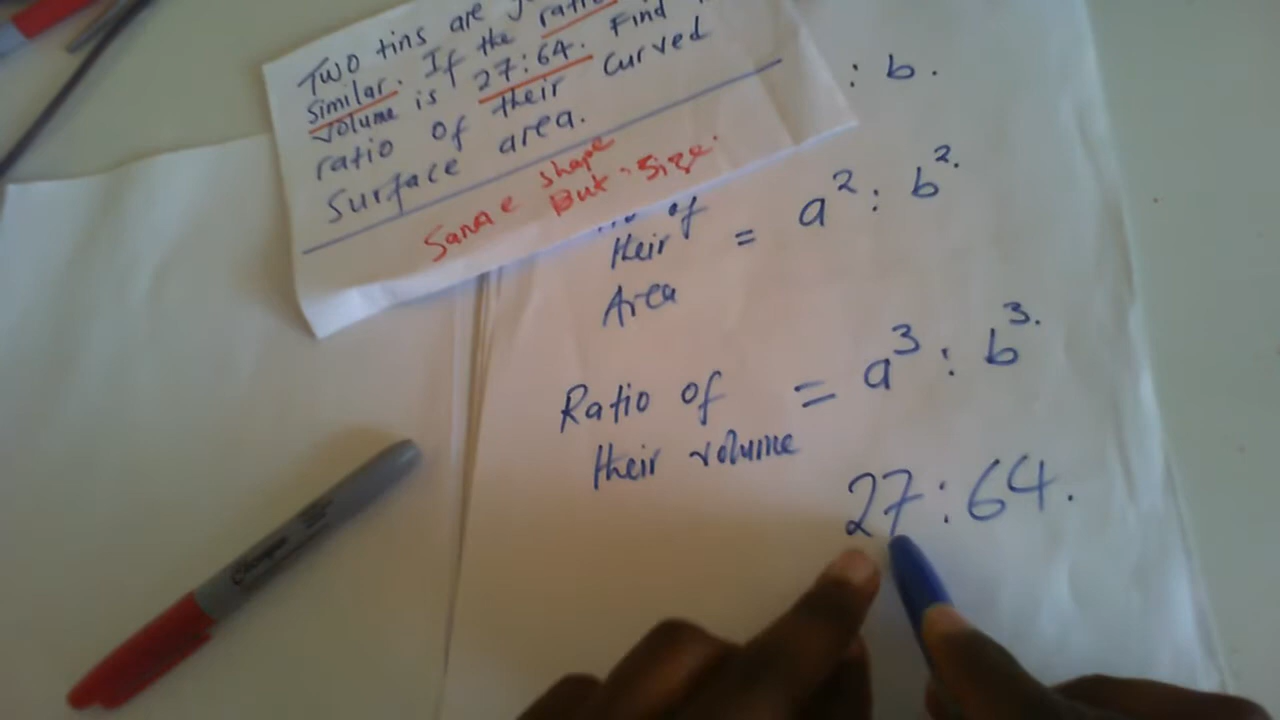 Two tins are
similar. If the ratio
volume is 27:64. Find
ratio of their curved
surface area.
Same shape
But size.
: b.
of
their
Area
= a²: b².
Ratio of
their volume
= a³ : b³.
27:64.